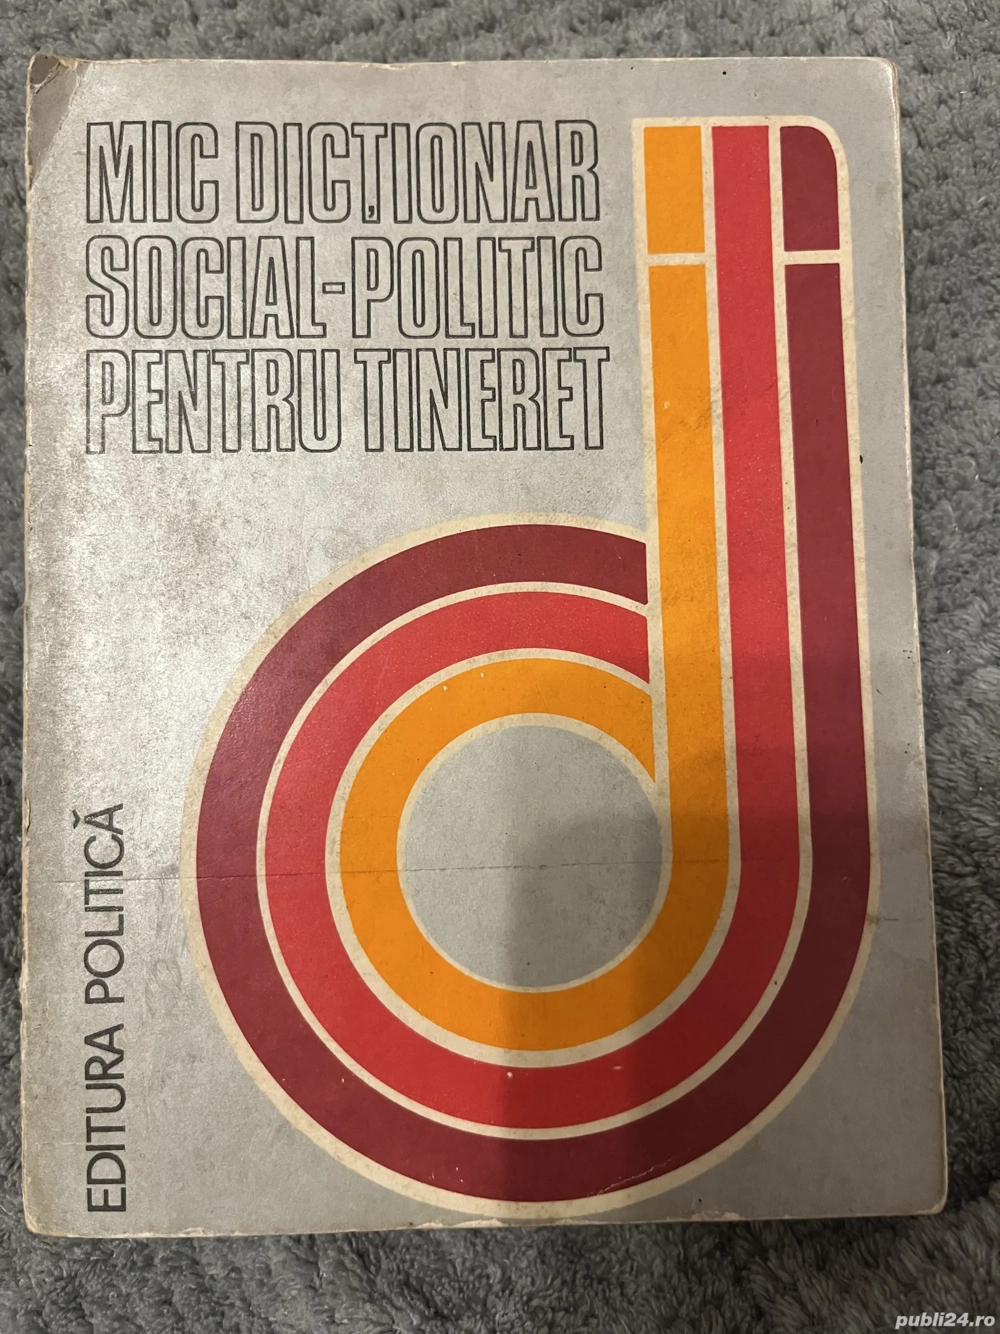 MIC DICȚIONAR
SOCIAL-POLITIC
PENTRU TINERET
EDITURA POLITICĂ
publi24.ro